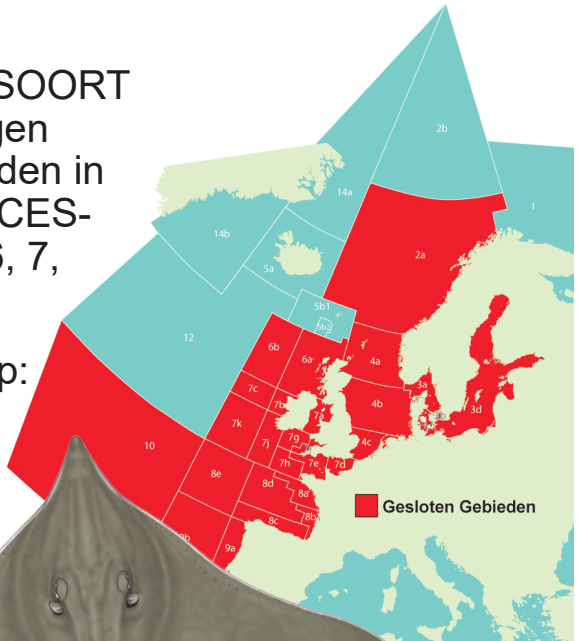 SOORT
gen
den in
CES-
6, 7,
p:
2b
1
14a
14b
2a
5a
5b1
5b2
12
6b
6a
4a
3a
7c
7b
7a
4b
3d
10
7k
7j
7g
4c
8e
7h
7e
7d
8d
8a
8b
8c
9b
9a
Gesloten Gebieden